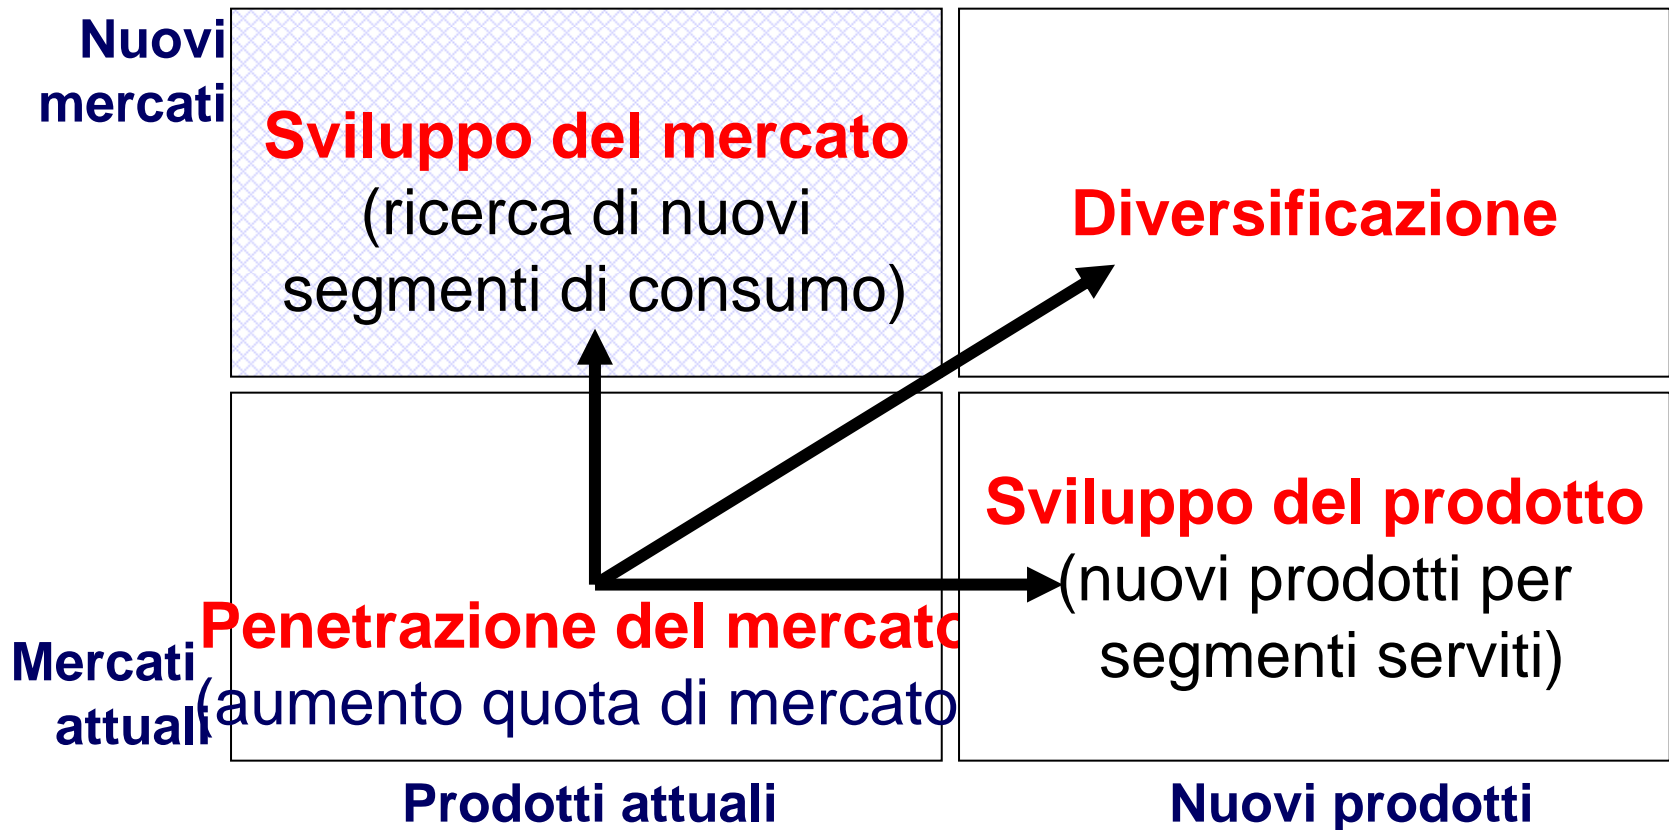 Nuovi
mercati
Sviluppo del mercato
(ricerca di nuovi
segmenti di consumo)
Diversificazione
Mercati
attuali
Penetrazione del mercato
(aumento quota di mercato
Sviluppo del prodotto
(nuovi prodotti per
segmenti serviti)
Prodotti attuali
Nuovi prodotti